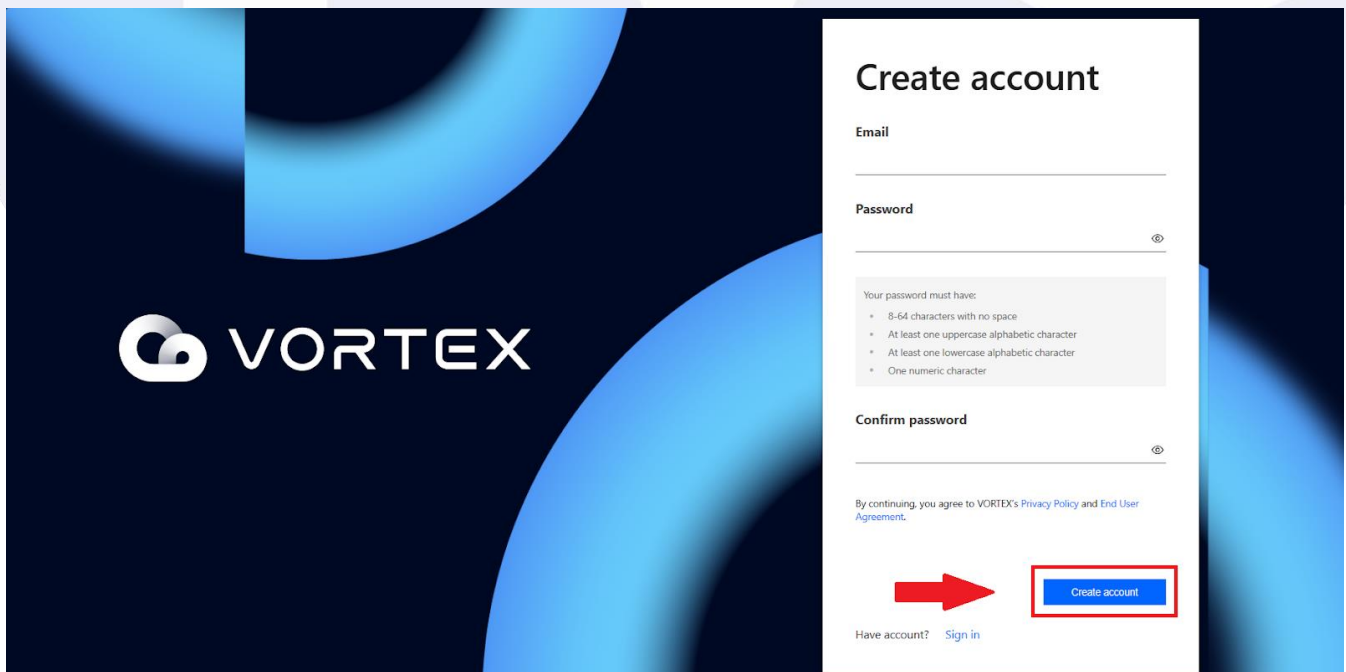 Create account
Email
Password
Your password must have:
8-64 characters with no space
At least one uppercase alphabetic character
At least one lowercase alphabetic character
One numeric character
VORTEX
Confirm password
By continuing, you agree to VORTEX's Privacy Policy and End User
Agreement.
Create account
Have account? Sign in